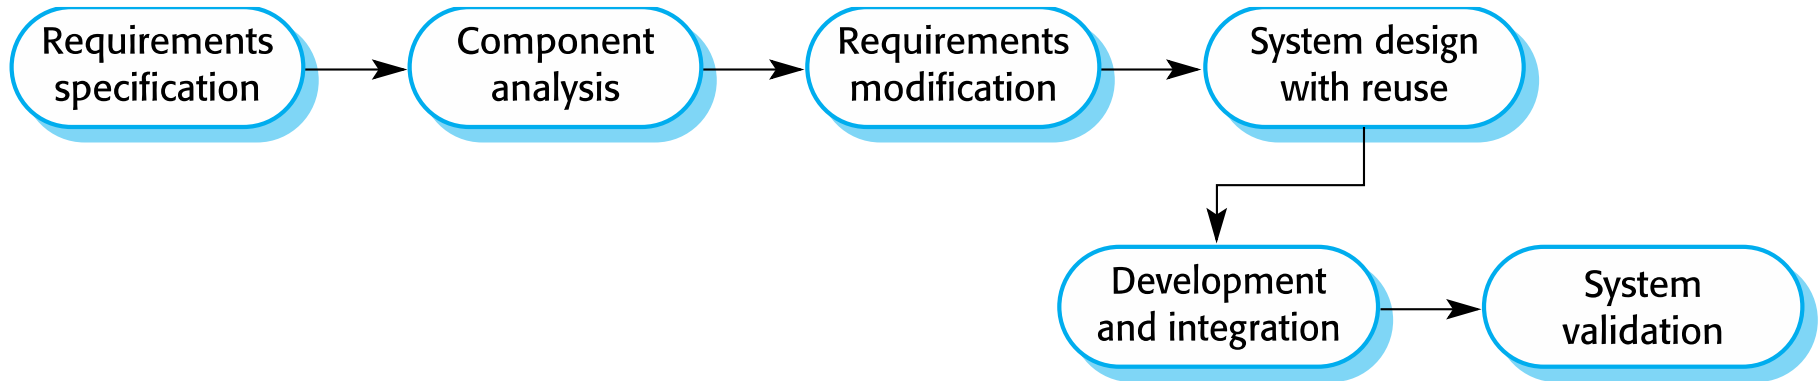 Requirements
specification
Component
analysis
Requirements
modification
System design
with reuse
Development
and integration
System
validation